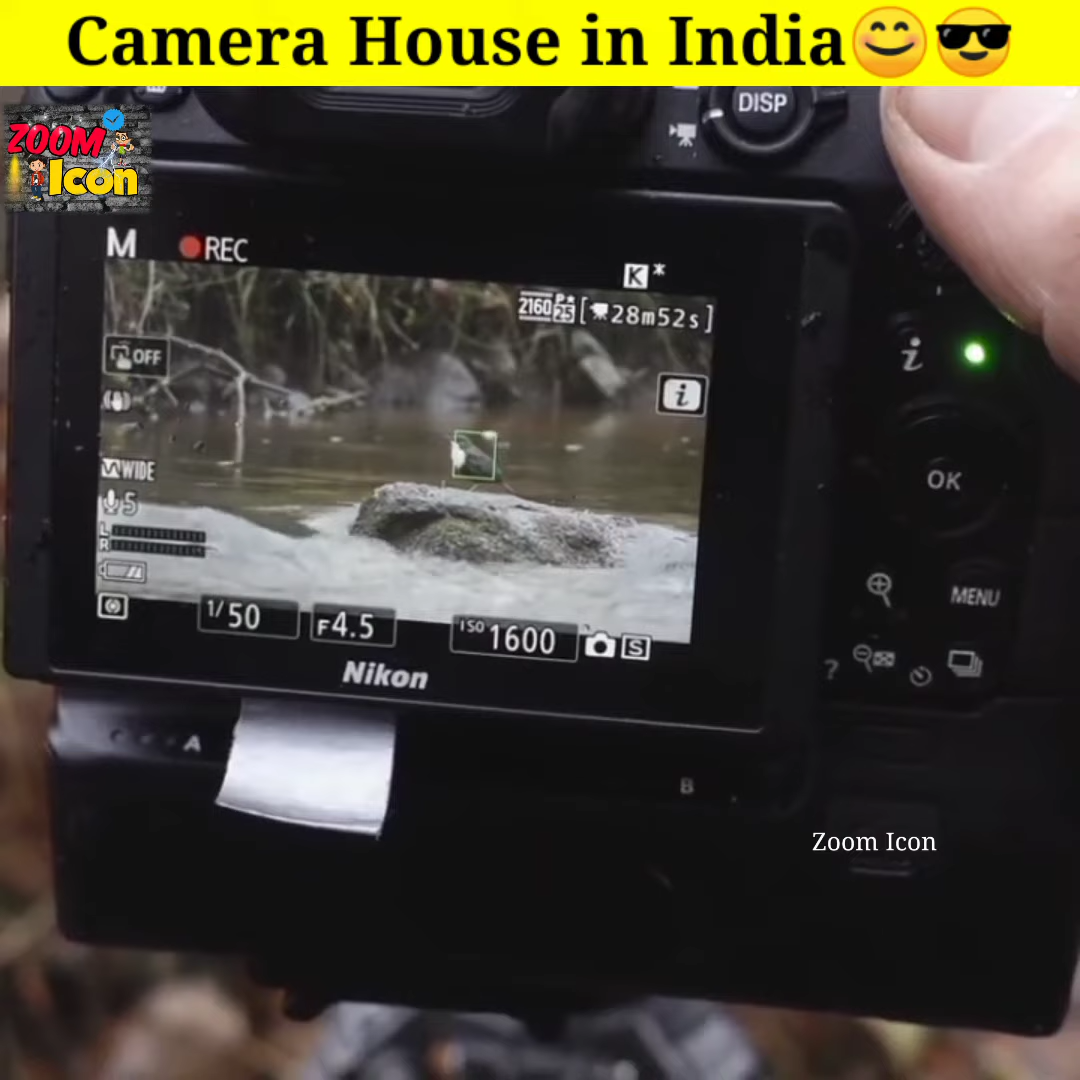 Camera House in India😊😎
ZOOM
Icon
DISP
M
REC
K*
2160 P* 25 [28m52s]
OFF
i
i
WIDE
5
OK
L
R
MENU
1/50
F4.5
ISO 1600
S
?
Nikon
A
B
Zoom Icon